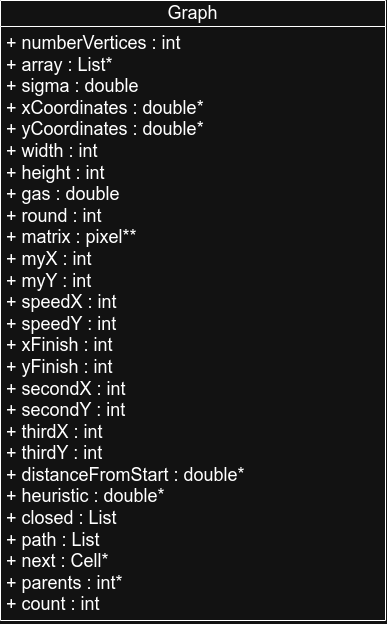 Graph
+ numberVertices : int
+ array : List*
+ sigma : double
+ xCoordinates : double*
+ yCoordinates : double*
+ width : int
+ height : int
+ gas : double
+ round : int
+ matrix : pixel**
+ myX : int
+ myY : int
+ speedX : int
+ speedY : int
+ xFinish : int
+ yFinish : int
+ secondX : int
+ secondY : int
+ thirdX : int
+ thirdY : int
+ distanceFromStart : double*
+ heuristic : double*
+ closed : List
+ path : List
+ next : Cell*
+ parents : int*
+ count : int